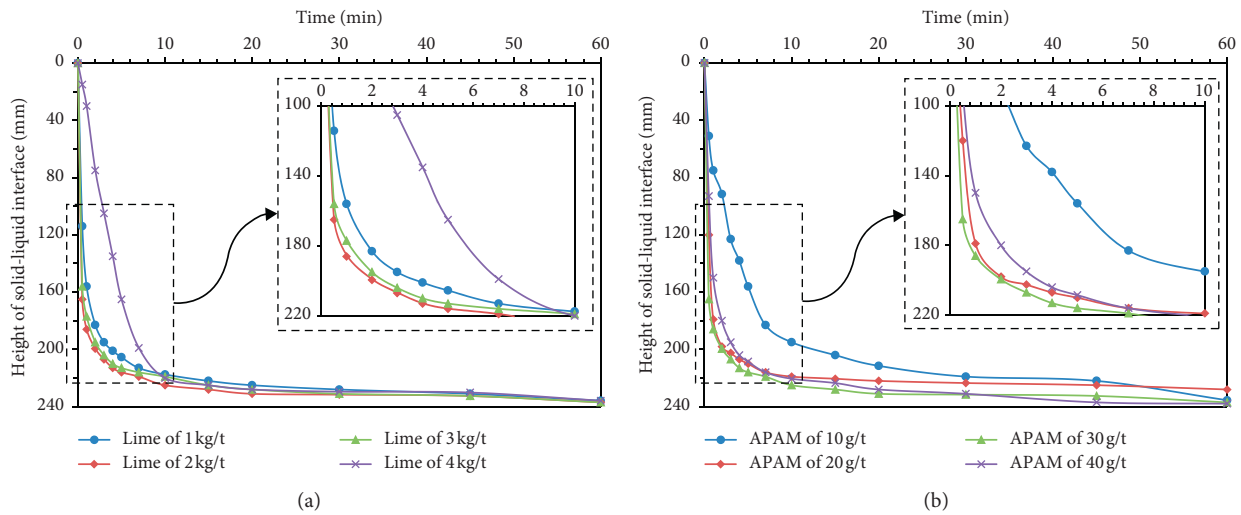 Time (min)
0 10 20 30 40 50 60
0
40
80
120
160
200
240
Height of solid-liquid interface (mm)
0 2 4 6 8 10
100
140
180
220
Lime of 1 kg/t
Lime of 3 kg/t
Lime of 2 kg/t
Lime of 4 kg/t
(a)
Time (min)
0 10 20 30 40 50 60
0
40
80
120
160
200
240
Height of solid-liquid interface (mm)
0 2 4 6 8 10
100
140
180
220
APAM of 10 g/t
APAM of 30 g/t
APAM of 20 g/t
APAM of 40 g/t
(b)